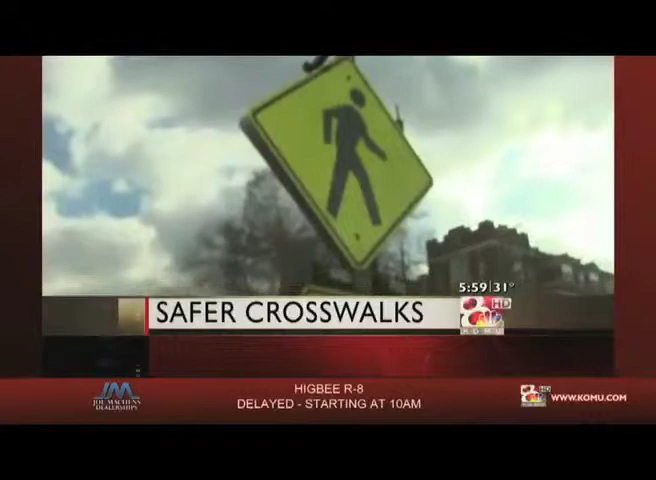 5:59 31°
SAFER CROSSWALKS
HD
KOMU
JM
JOE MACHENS
DEALERSHIPS
HIGBEE R-8
DELAYED - STARTING AT 10AM
HD
WWW.KOMU.COM